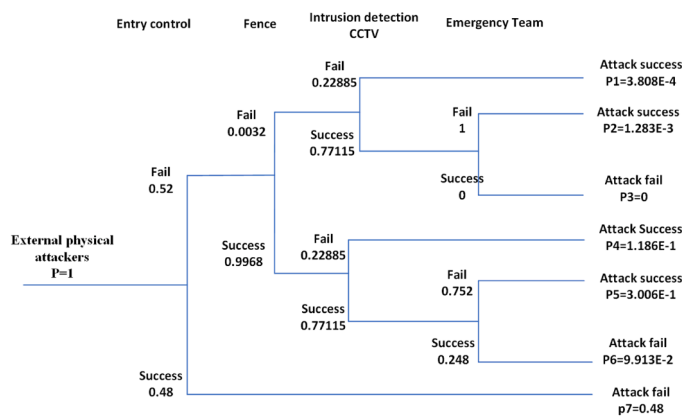 Entry control
Fence
Intrusion detection
CCTV
Emergency Team
Fail
0.22885
Attack success
P1=3.808E-4
Fail
0.0032
Fail
1
Attack success
P2=1.283E-3
Success
0.77115
Fail
0.52
Success
0
Attack fail
P3=0
External physical
attackers
P=1
Success
0.9968
Fail
0.22885
Attack Success
P4=1.186E-1
Fail
0.752
Attack success
P5=3.006E-1
Success
0.77115
Success
0.248
Attack fail
P6=9.913E-2
Success
0.48
Attack fail
p7=0.48